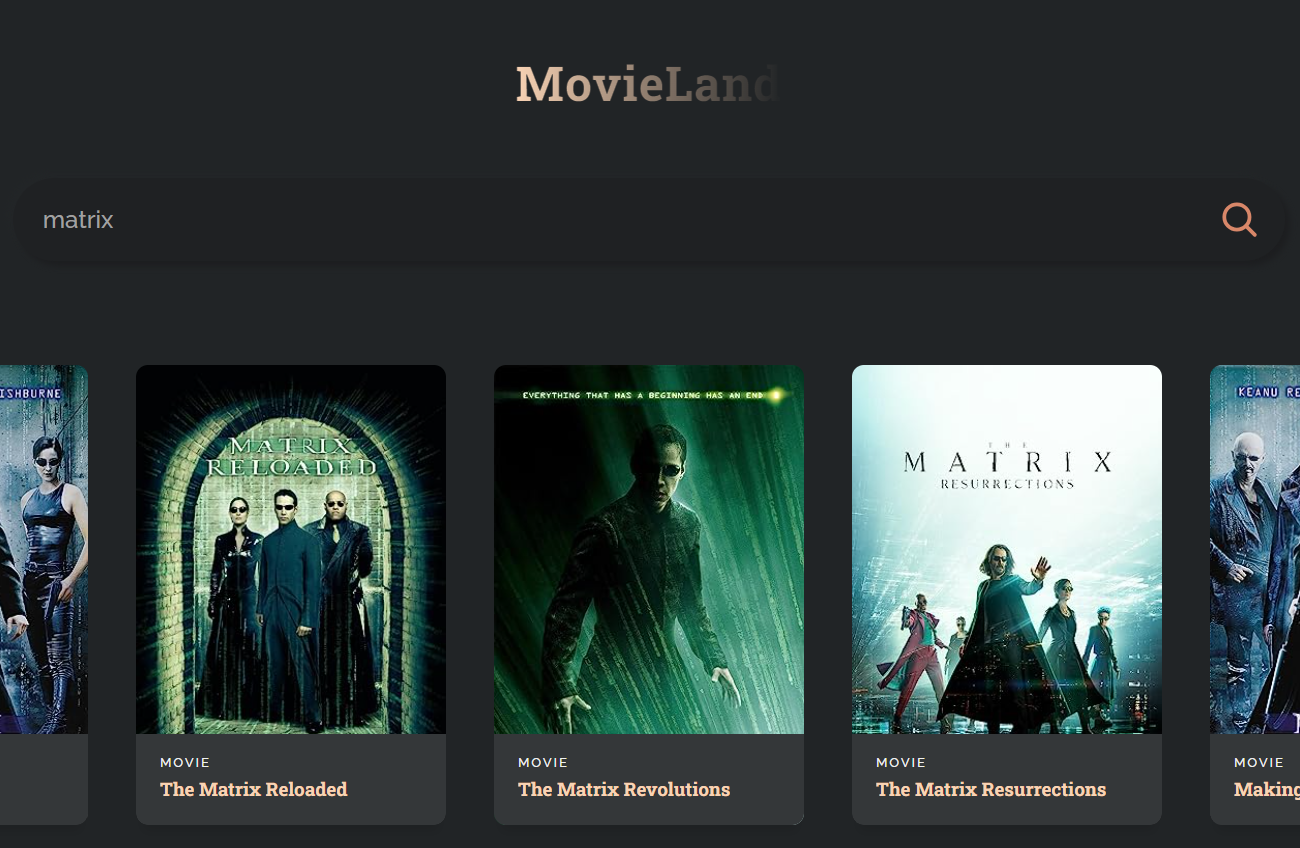 MovieLand
matrix
ISHBURNE
MATRIX
RELOADED
EVERYTHING THAT HAS A BEGINNING HAS AN END
THE
MATRIX
RESURRECTIONS
KEANU RE
MOVIE
The Matrix Reloaded
MOVIE
The Matrix Revolutions
MOVIE
The Matrix Resurrections
MOVIE
Making